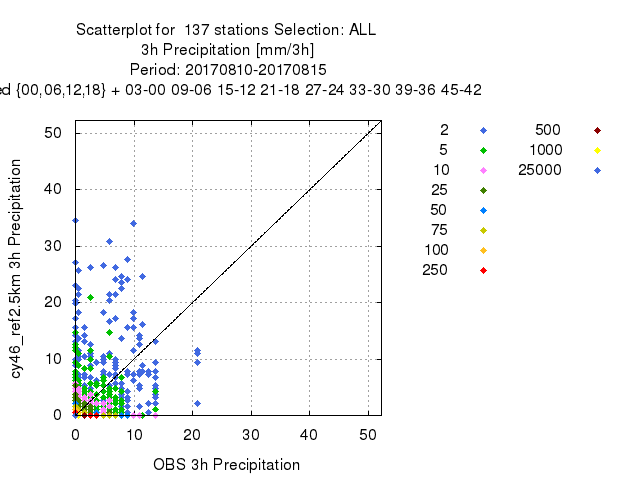 Scatterplot for 137 stations Selection: ALL
3h Precipitation [mm/3h]
Period: 20170810-20170815
{00,06,12,18} + 03-00 09-06 15-12 21-18 27-24 33-30 39-36 45-42
50
40
30
20
10
0
cy46_ref2.5km 3h Precipitation
0 10 20 30 40 50
OBS 3h Precipitation
2 500
5 1000
10 25000
25
50
75
100
250